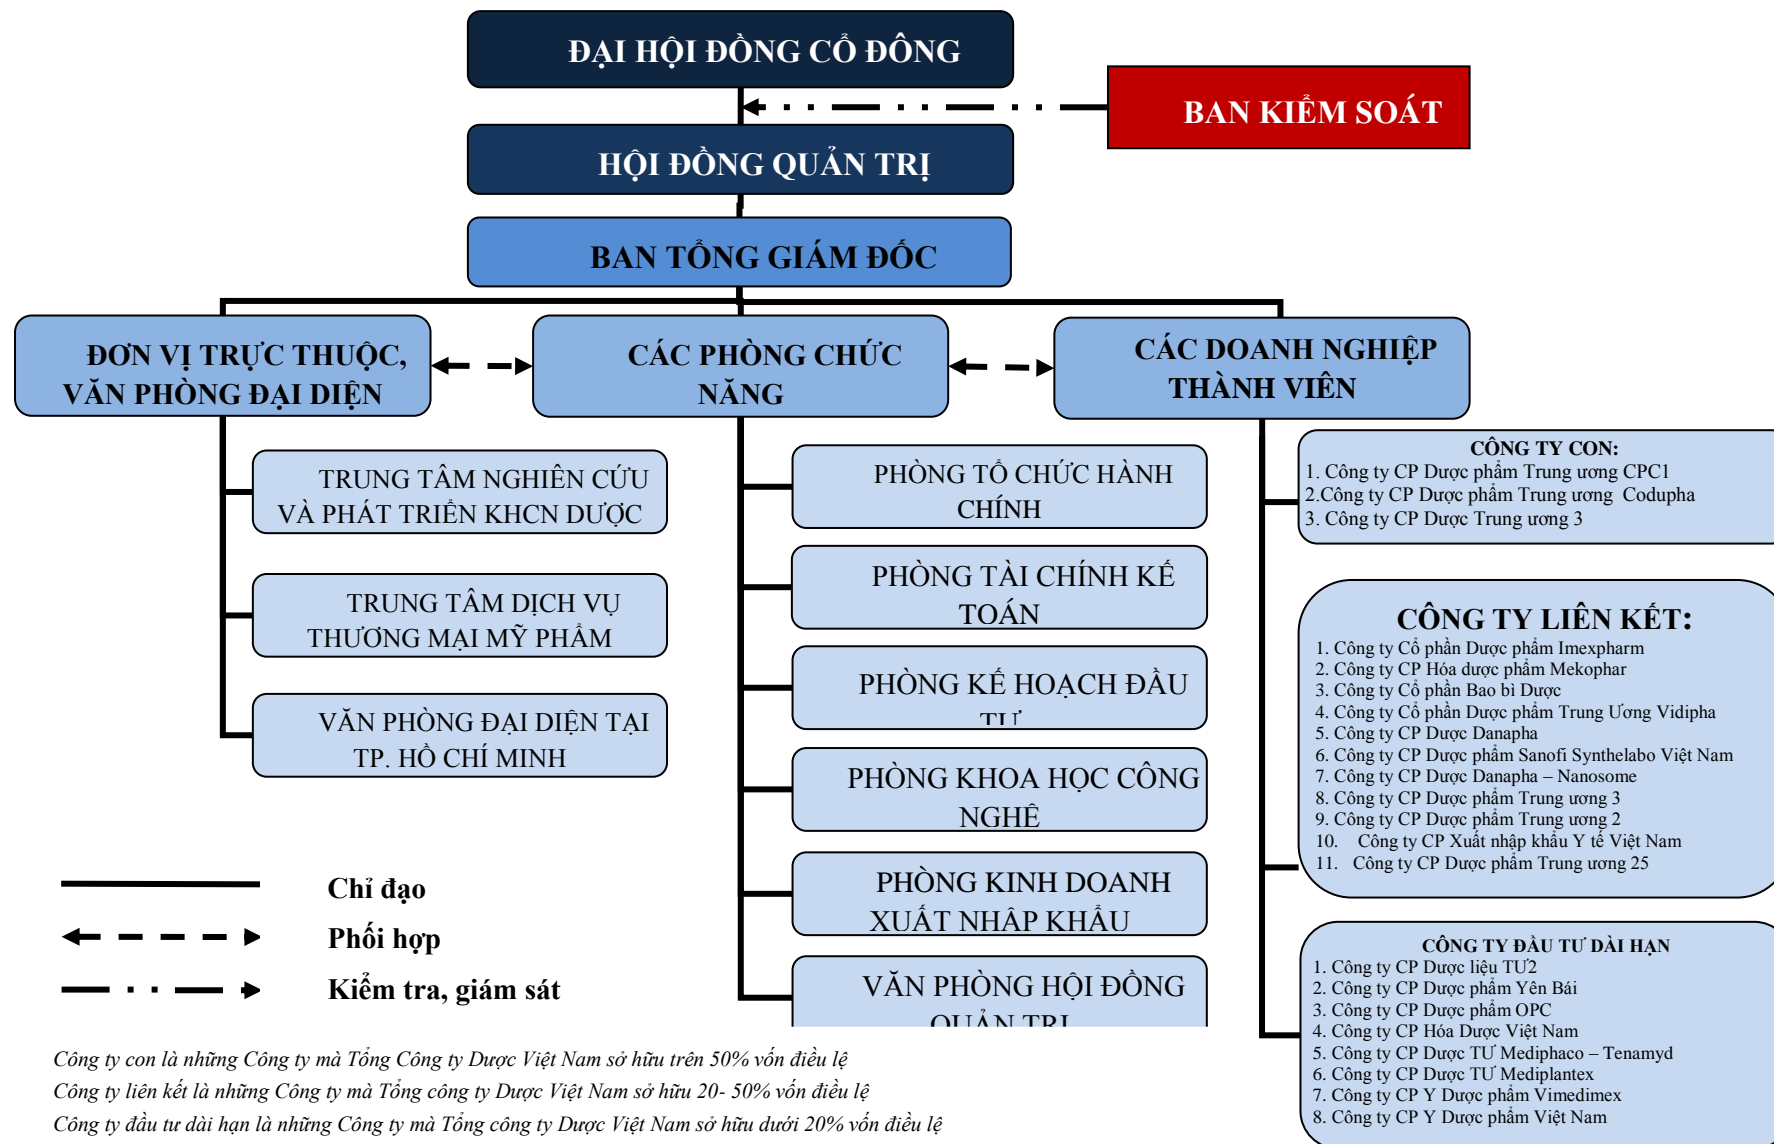 ĐẠI HỘI ĐỒNG CỔ ĐÔNG
BAN KIỂM SOÁT
HỘI ĐỒNG QUẢN TRỊ
BAN TỔNG GIÁM ĐỐC
ĐƠN VỊ TRỰC THUỘC,
VĂN PHÒNG ĐẠI DIỆN
CÁC PHÒNG CHỨC
NĂNG
CÁC DOANH NGHIỆP
THÀNH VIÊN
TRUNG TÂM NGHIÊN CỨU
VÀ PHÁT TRIỂN KHCN DƯỢC
TRUNG TÂM DỊCH VỤ
THƯƠNG MẠI MỸ PHẨM
VĂN PHÒNG ĐẠI DIỆN TẠI
TP. HỒ CHÍ MINH
PHÒNG TỔ CHỨC HÀNH
CHÍNH
PHÒNG TÀI CHÍNH KẾ
TOÁN
PHÒNG KẾ HOẠCH ĐẦU
TƯ
PHÒNG KHOA HỌC CÔNG
NGHỆ
PHÒNG KINH DOANH
XUẤT NHẬP KHẨU
VĂN PHÒNG HỘI ĐỒNG
QUẢN TRỊ
CÔNG TY CON:
1. Công ty CP Dược phẩm Trung ương CPC1
2.Công ty CP Dược phẩm Trung ương Codupha
3. Công ty CP Dược Trung ương 3
CÔNG TY LIÊN KẾT:
1. Công ty Cổ phần Dược phẩm Imexpharm
2. Công ty CP Hóa dược phẩm Mekophar
3. Công ty Cổ phần Bao bì Dược
4. Công ty Cổ phần Dược phẩm Trung Ương Vidipha
5. Công ty CP Dược Danapha
6. Công ty CP Dược phẩm Sanofi Synthelabo Việt Nam
7. Công ty CP Dược Danapha – Nanosome
8. Công ty CP Dược phẩm Trung ương 3
9. Công ty CP Dược phẩm Trung ương 2
10. Công ty CP Xuất nhập khẩu Y tế Việt Nam
11. Công ty CP Dược phẩm Trung ương 25
CÔNG TY ĐẦU TƯ DÀI HẠN
1. Công ty CP Dược liệu TƯ2
2. Công ty CP Dược phẩm Yên Bái
3. Công ty CP Dược phẩm OPC
4. Công ty CP Hóa Dược Việt Nam
5. Công ty CP Dược TƯ Mediphaco – Tenamyd
6. Công ty CP Dược TƯ Mediplantex
7. Công ty CP Y Dược phẩm Vimedimex
8. Công ty CP Y Dược phẩm Việt Nam
Chỉ đạo
Phối hợp
Kiểm tra, giám sát
Công ty con là những Công ty mà Tổng Công ty Dược Việt Nam sở hữu trên 50% vốn điều lệ
Công ty liên kết là những Công ty mà Tổng công ty Dược Việt Nam sở hữu 20- 50% vốn điều lệ
Công ty đầu tư dài hạn là những Công ty mà Tổng công ty Dược Việt Nam sở hữu dưới 20% vốn điều lệ